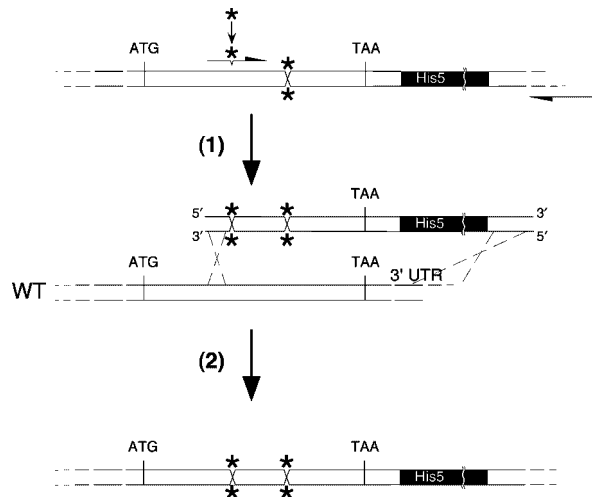 *
*
ATG * TAA
His5
*
(1)
TAA
5' * * 3'
His5
3' * * 5'
ATG TAA 3' UTR
WT
(2)
ATG * * TAA
His5
* *